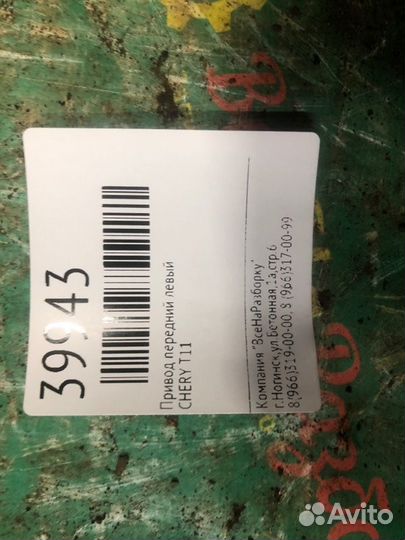 39943
Привод передний левый
CHERY T11
Компания "ВсеНаРазборку"
г.Ногинск,ул.Бетонная,1а,стр.6
8(966)319-00-00, 8(966)317-00-99
Avito